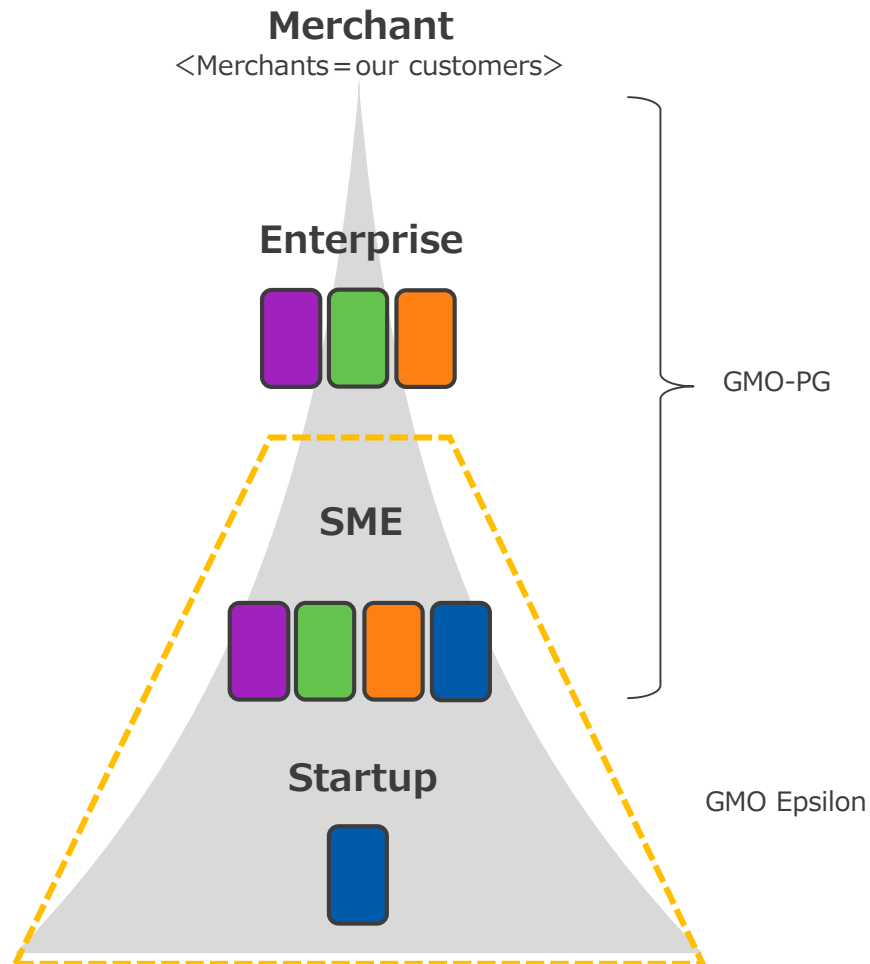 Merchant
＜Merchants＝our customers＞
Enterprise
GMO-PG
SME
Startup
GMO Epsilon